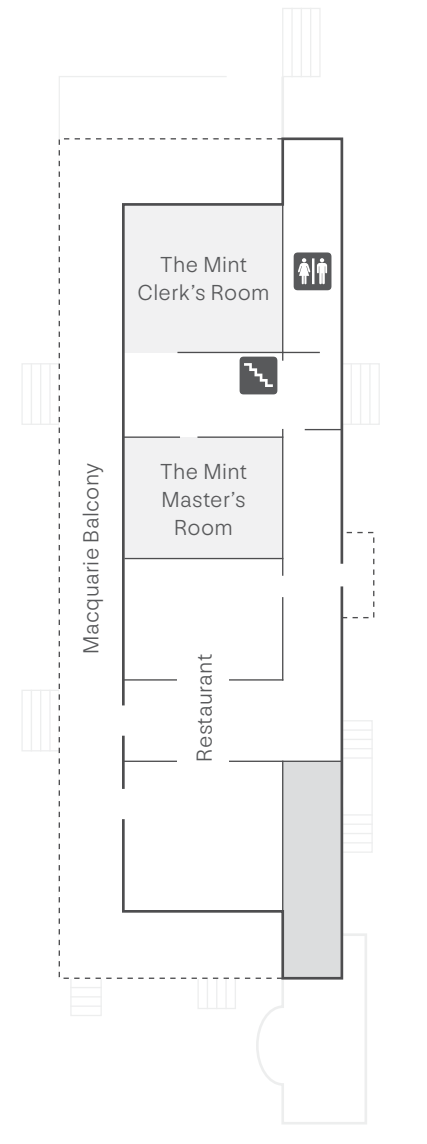 The Mint
Clerk’s Room
The Mint
Master’s
Room
Macquarie Balcony
Restaurant